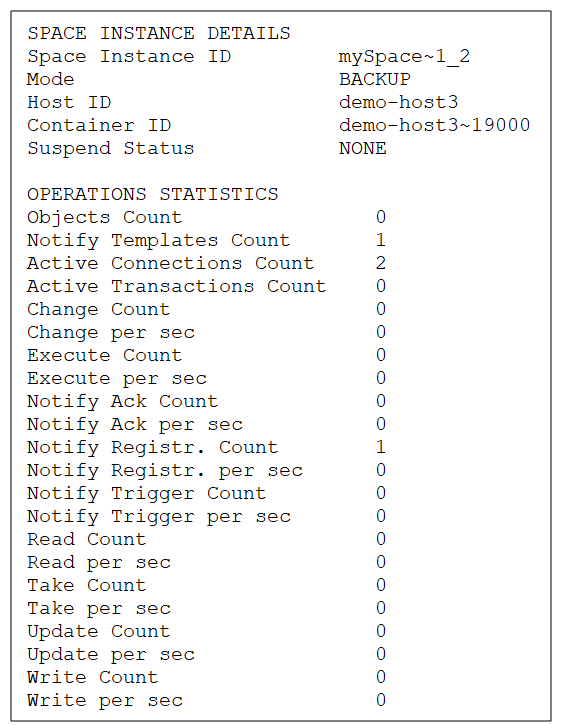 SPACE INSTANCE DETAILS
Space Instance ID mySpace~1_2
Mode BACKUP
Host ID demo-host3
Container ID demo-host3~19000
Suspend Status NONE
OPERATIONS STATISTICS
Objects Count 0
Notify Templates Count 1
Active Connections Count 2
Active Transactions Count 0
Change Count 0
Change per sec 0
Execute Count 0
Execute per sec 0
Notify Ack Count 0
Notify Ack per sec 0
Notify Registr. Count 1
Notify Registr. per sec 0
Notify Trigger Count 0
Notify Trigger per sec 0
Read Count 0
Read per sec 0
Take Count 0
Take per sec 0
Update Count 0
Update per sec 0
Write Count 0
Write per sec 0